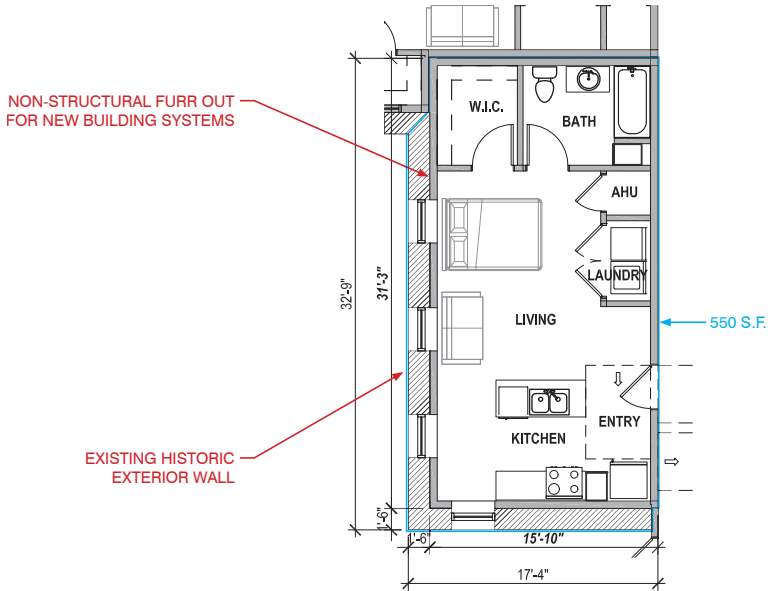 NON-STRUCTURAL FURR OUT
FOR NEW BUILDING SYSTEMS
W.I.C.
BATH
AHU
LAUNDRY
32'-9"
31'-3"
LIVING
550 S.F.
ENTRY
KITCHEN
EXISTING HISTORIC
EXTERIOR WALL
1'-6"
1'-6"
15'-10"
17'-4"